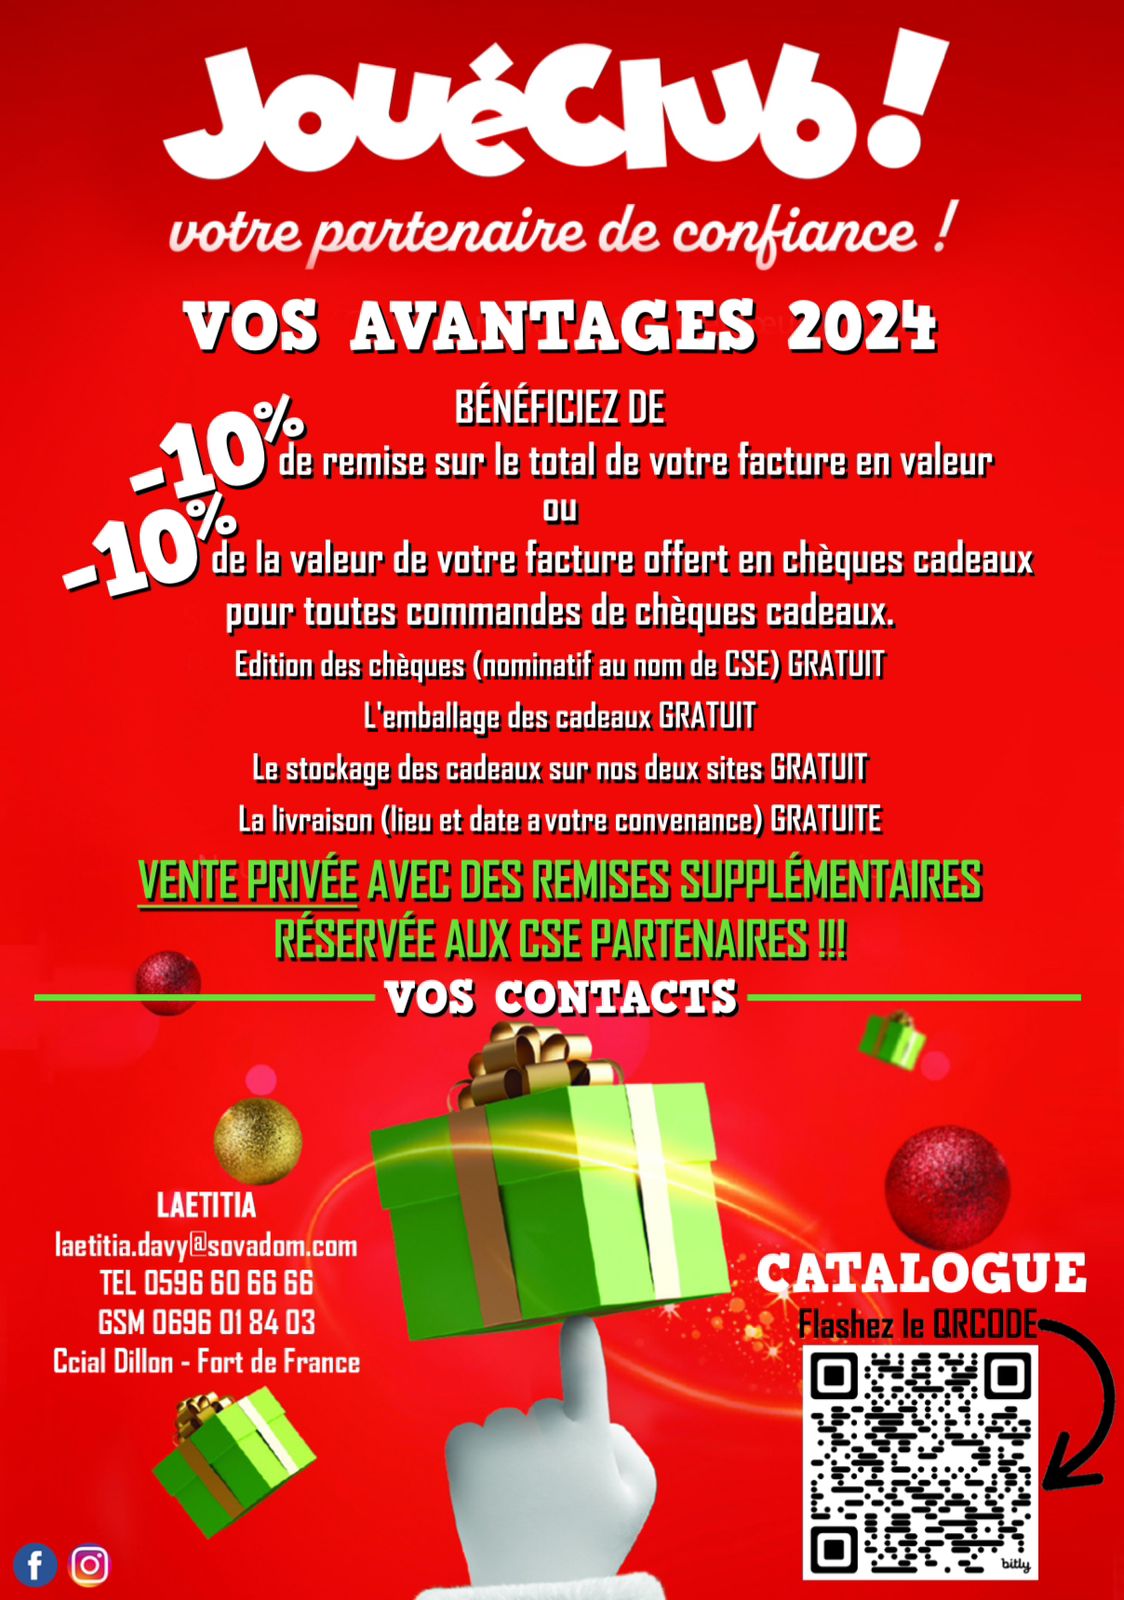 JouéClub !
votre partenaire de confiance !
VOS AVANTAGES 2024
BÉNÉFICIEZ DE
-10% de remise sur le total de votre facture en valeur
ou
-10% de la valeur de votre facture offert en chèques cadeaux
pour toutes commandes de chèques cadeaux.
Edition des chèques (nominatif au nom de CSE) GRATUIT
L'emballage des cadeaux GRATUIT
Le stockage des cadeaux sur nos deux sites GRATUIT
La livraison (lieu et date a votre convenance) GRATUITE
VENTE PRIVÉE AVEC DES REMISES SUPPLÉMENTAIRES
RÉSERVÉE AUX CSE PARTENAIRES !!!
VOS CONTACTS
LAETITIA
laetitia.davy@sovadom.com
TEL 0596 60 66 66
GSM 0696 01 84 03
Ccial Dillon - Fort de France
CATALOGUE
Flashez le QRCODE
bitly